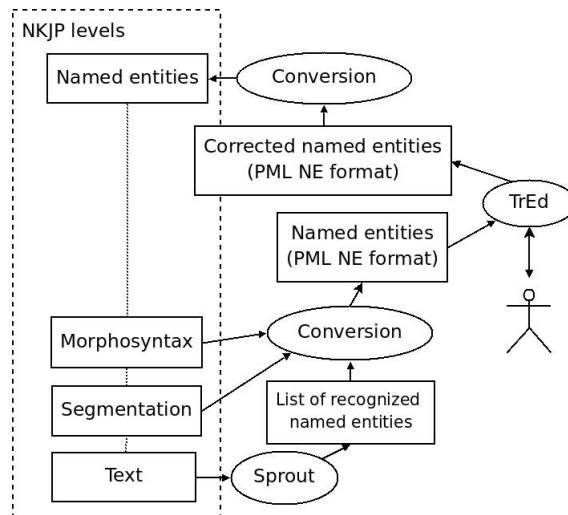 NKJP levels
Named entities
Conversion
Corrected named entities
(PML NE format)
TrEd
Named entities
(PML NE format)
Morphosyntax
Conversion
Segmentation
List of recognized
named entities
Text
Sprout